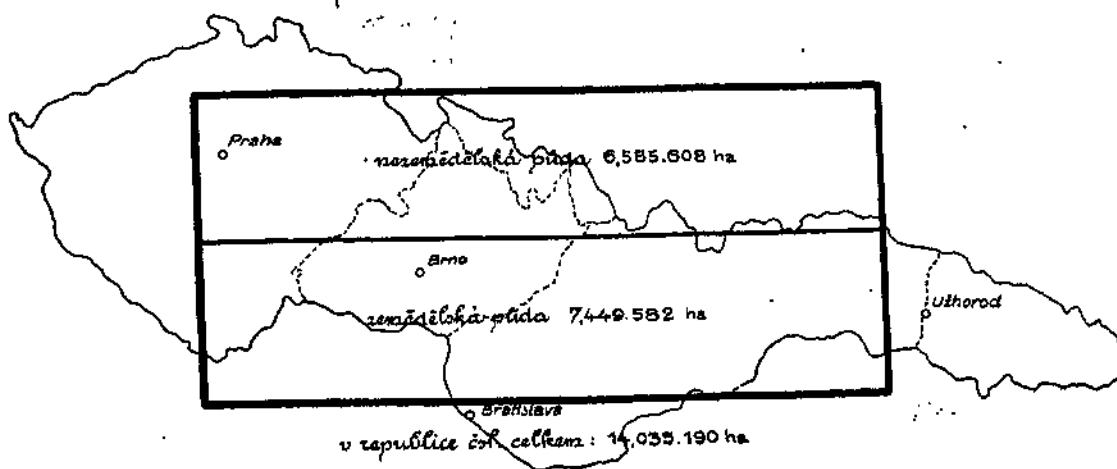 Praha
nezemědělská půda 6,585.608 ha
Brno
zemědělská půda 7,449.582 ha
Užhorod
Bratislava
v republice čsl. celkem: 14,035.190 ha